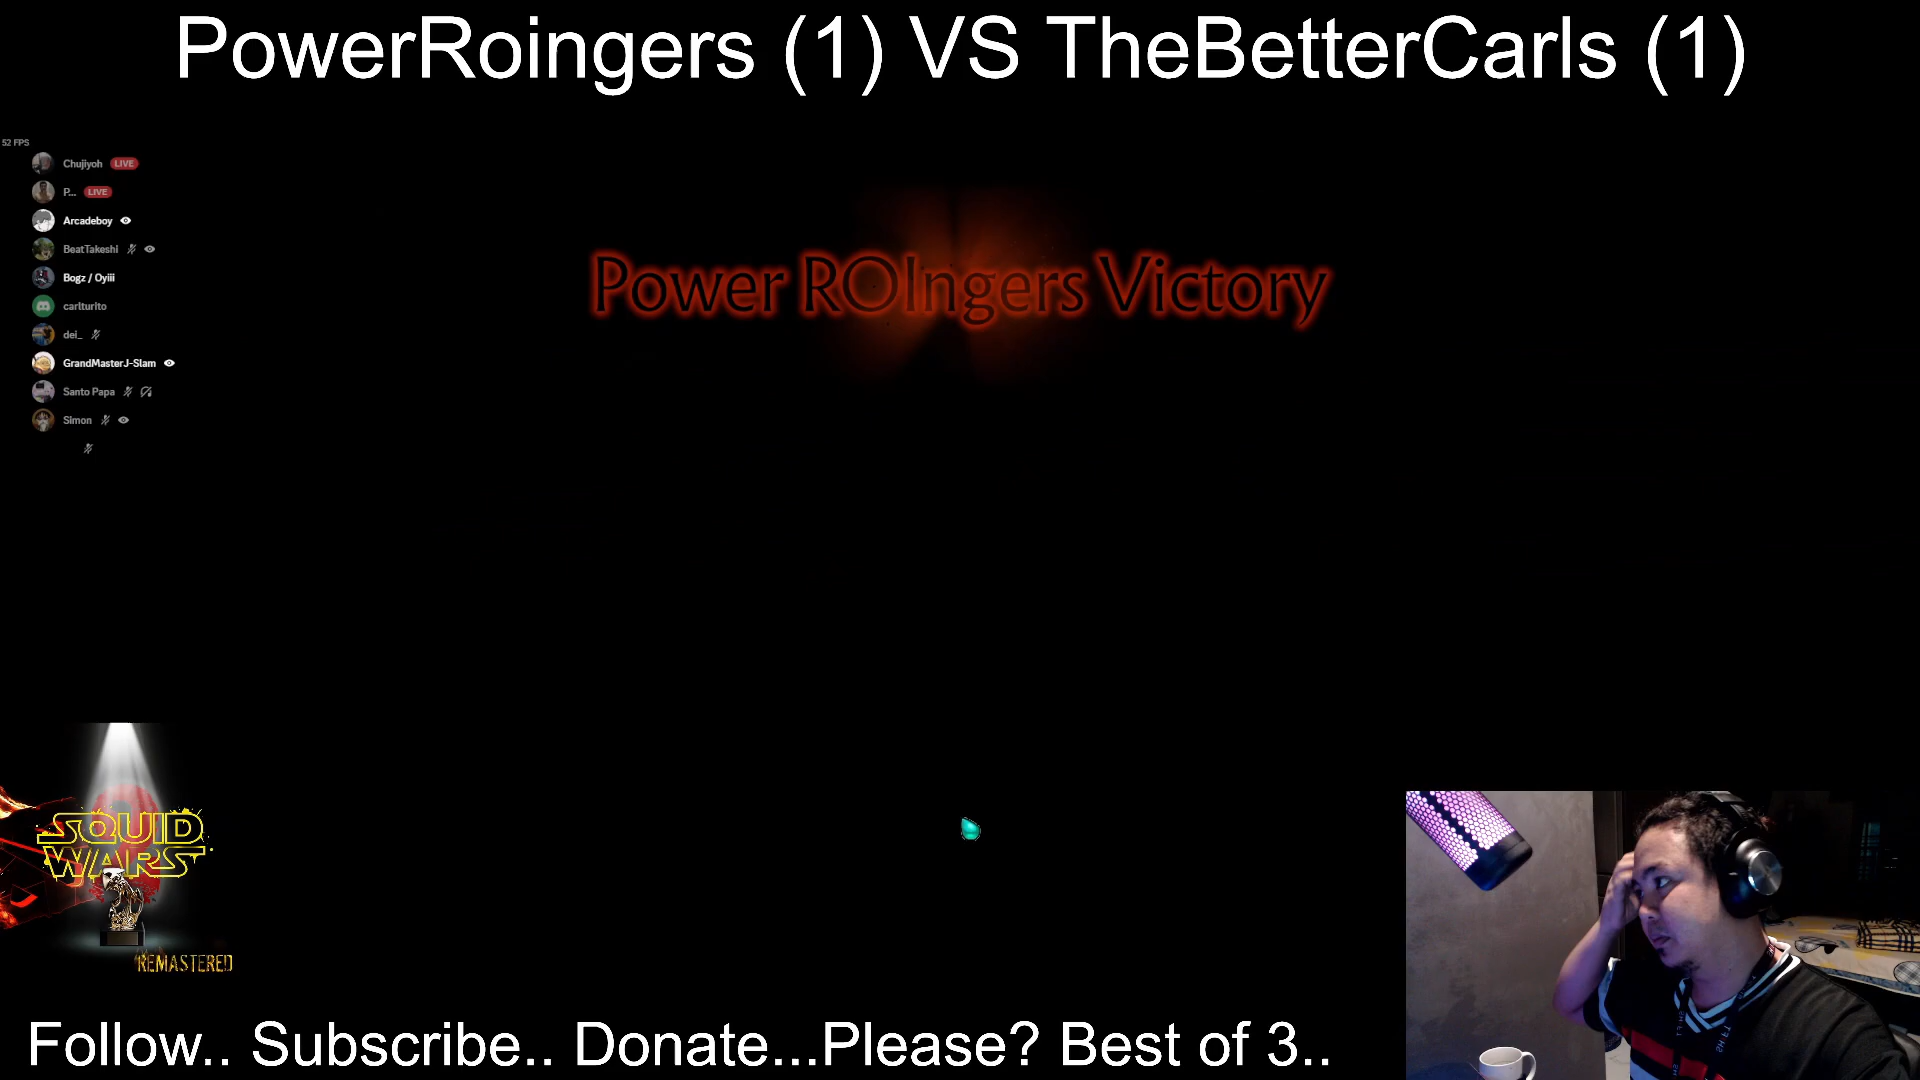 PowerRoingers (1) VS TheBetterCarls (1)
52 FPS
Chujiyoh LIVE
P... LIVE
Arcadeboy
BeatTakeshi
Bogz / Oyiii
carlturito
dei_
GrandMasterJ-Slam
Santo Papa
Simon
Power ROIngers Victory
SQUID
WARS
REMASTERED
Follow.. Subscribe.. Donate...Please? Best of 3..